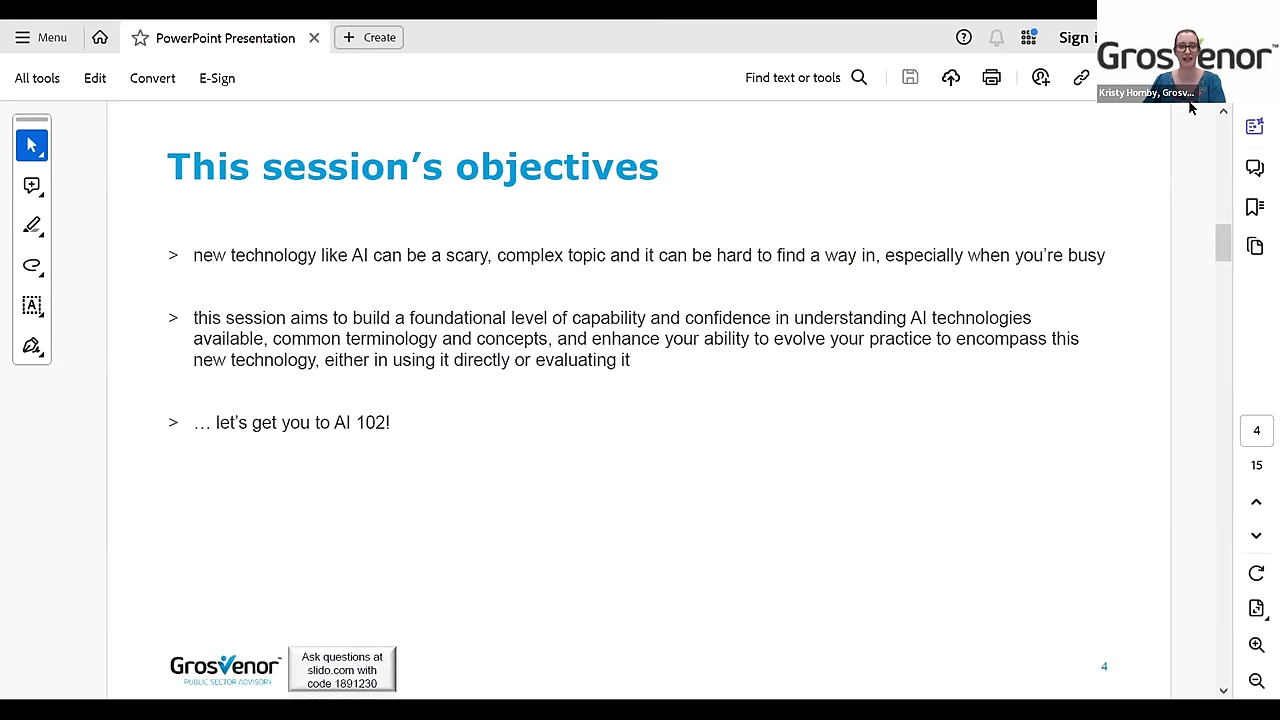 Menu
PowerPoint Presentation
Create
Sign i
All tools
Edit
Convert
E-Sign
Find text or tools
GrosVenor™
Kristy Hornby, Grosv...
This session's objectives
> new technology like AI can be a scary, complex topic and it can be hard to find a way in, especially when you're busy
> this session aims to build a foundational level of capability and confidence in understanding AI technologies
available, common terminology and concepts, and enhance your ability to evolve your practice to encompass this
new technology, either in using it directly or evaluating it
> … let's get you to AI 102!
4
15
GrosVenor™
PUBLIC SECTOR ADVISORY
Ask questions at
slido.com with
code 1891230
4